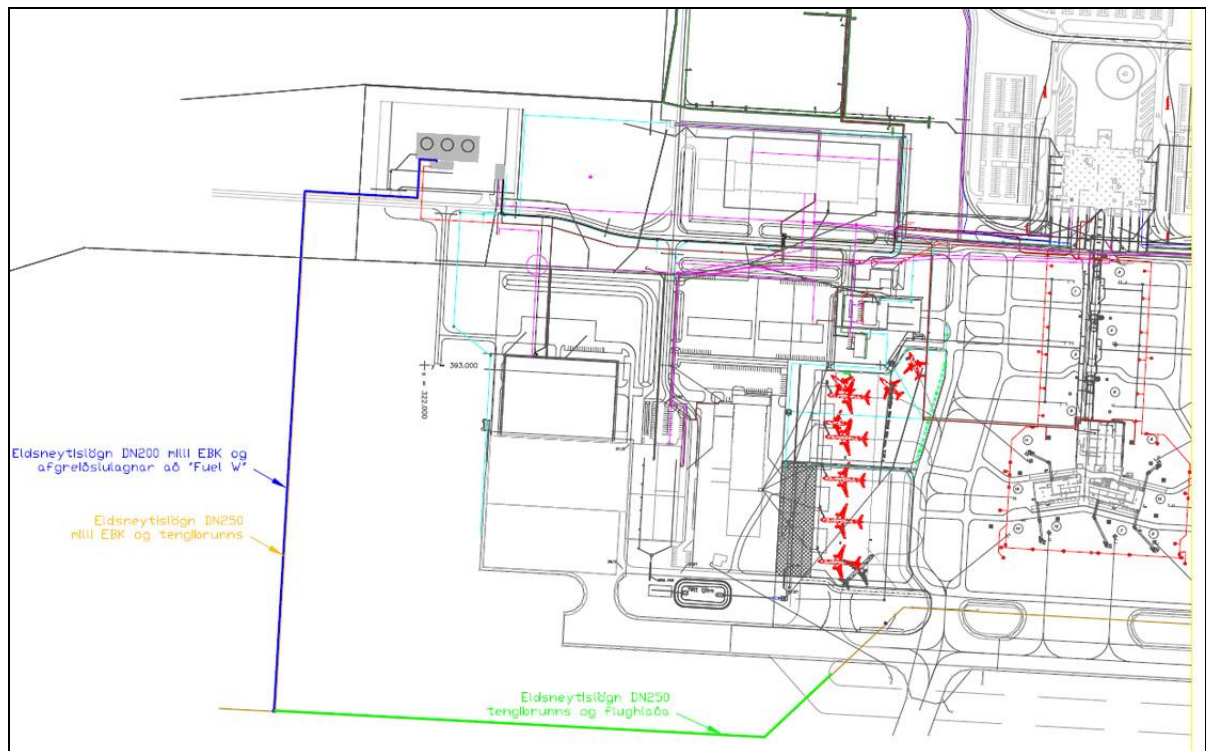 393.000
322.000
Eldsneytislögn DN200 milli EBK og
afgreiðslulagnar að "Fuel W"
Eldsneytislögn DN250
milli EBK og tengibrunns
Eldsneytislögn DN250
tengibrunns og flughlaða